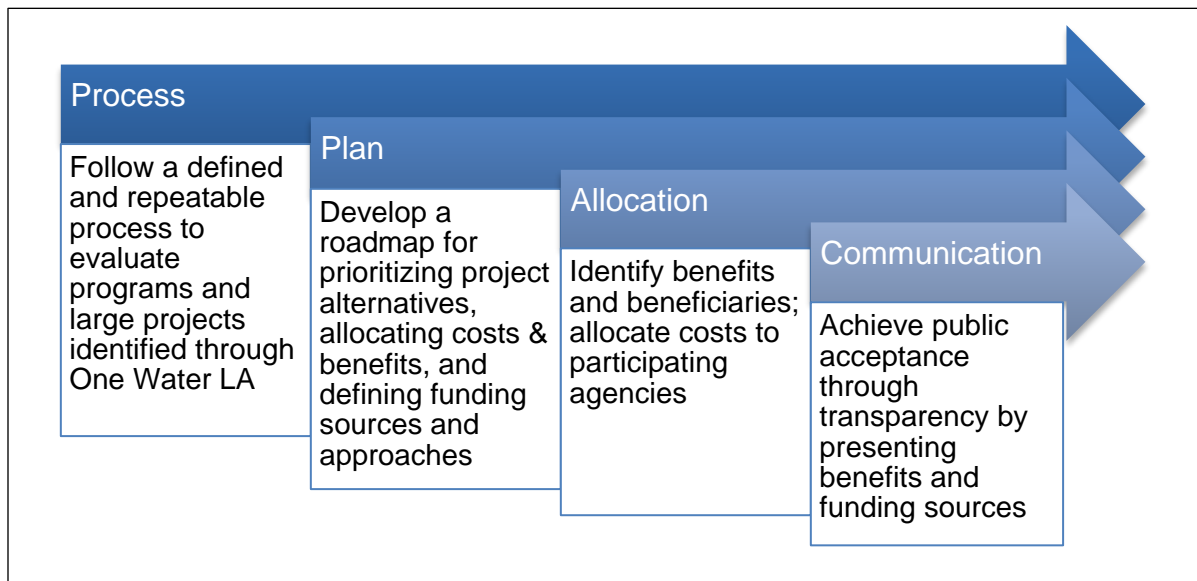 Process
Follow a defined
and repeatable
process to
evaluate
programs and
large projects
identified through
One Water LA
Plan
Develop a
roadmap for
prioritizing project
alternatives,
allocating costs &
benefits, and
defining funding
sources and
approaches
Allocation
Identify benefits
and beneficiaries;
allocate costs to
participating
agencies
Communication
Achieve public
acceptance
through
transparency by
presenting
benefits and
funding sources